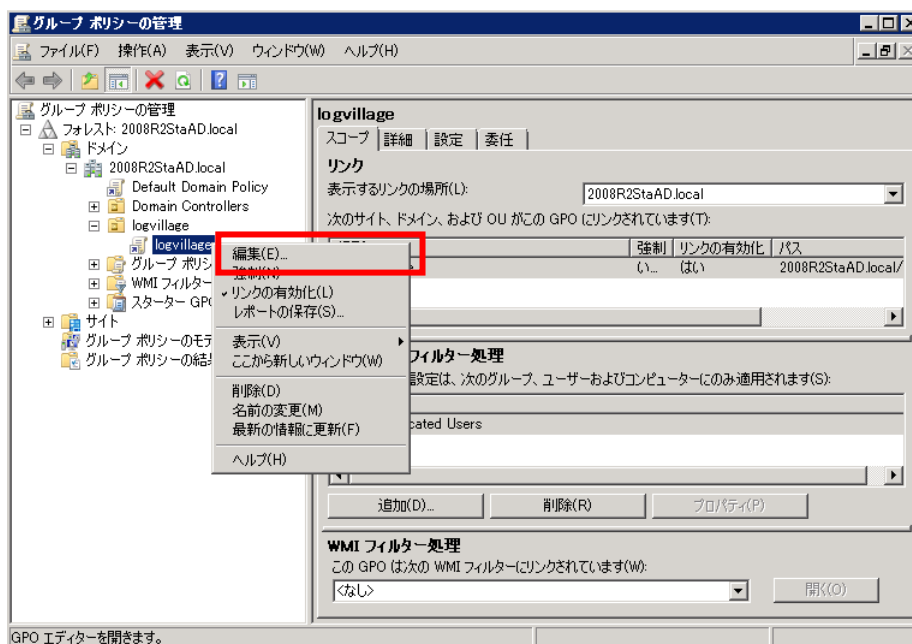 グループ ポリシーの管理
ファイル(F) 操作(A) 表示(V) ウィンドウ(W) ヘルプ(H)
グループ ポリシーの管理
フォレスト: 2008R2StaAD.local
ドメイン
2008R2StaAD.local
Default Domain Policy
Domain Controllers
logvillage
logvillage
グループ ポリシ
WMI フィルター
スターター GPO
サイト
グループ ポリシーのモデ
グループ ポリシーの結果
編集(E)...
強制(N)
リンクの有効化(L)
レポートの保存(S)...
表示(V)
ここから新しいウィンドウ(W)
削除(D)
名前の変更(M)
最新の情報に更新(F)
ヘルプ(H)
logvillage
スコープ 詳細 設定 委任
リンク
表示するリンクの場所(L): 2008R2StaAD.local
次のサイト、ドメイン、および OU がこの GPO にリンクされています(T):
強制 リンクの有効化 パス
い... はい 2008R2StaAD.local/
フィルター処理
設定は、次のグループ、ユーザーおよびコンピューターにのみ適用されます(S):
cated Users
追加(D)... 削除(R) プロパティ(P)
WMI フィルター処理
この GPO は次の WMI フィルターにリンクされています(W):
<なし> 開く(O)
GPO エディターを開きます。